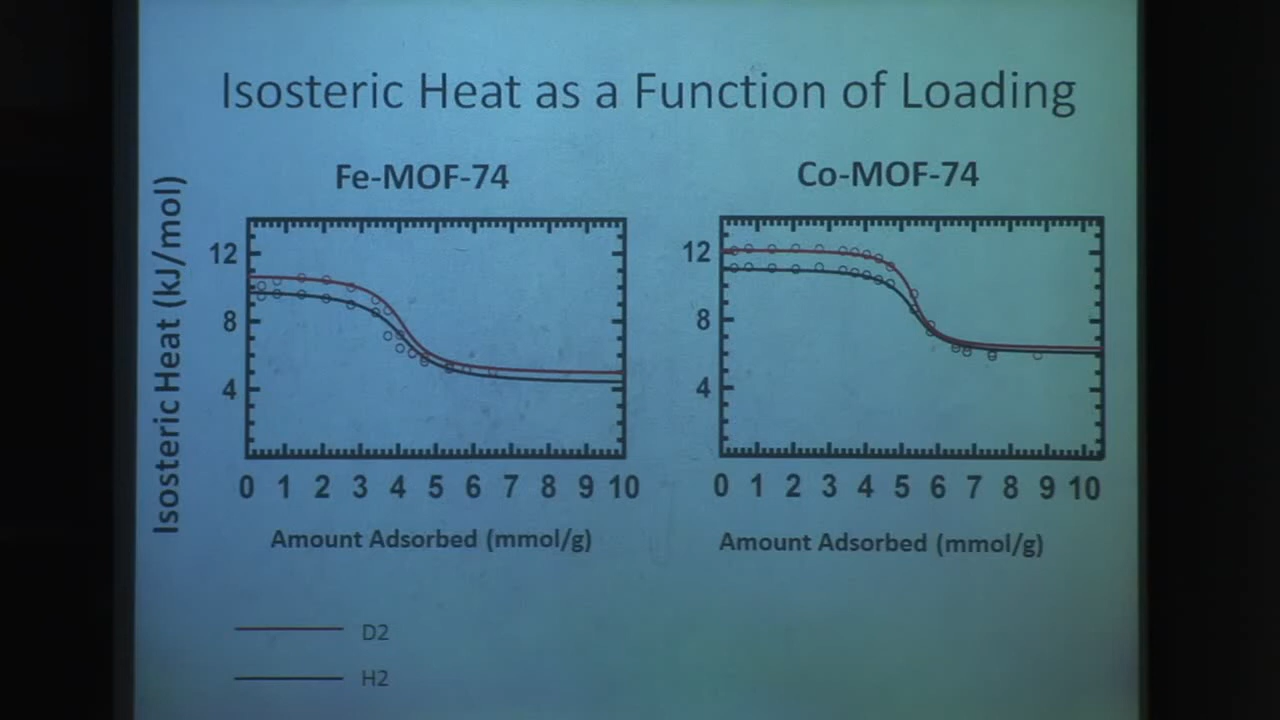 Isosteric Heat as a Function of Loading
Fe-MOF-74
Co-MOF-74
Isosteric Heat (kJ/mol)
12
8
4
0 1 2 3 4 5 6 7 8 9 10
Amount Adsorbed (mmol/g)
12
8
4
0 1 2 3 4 5 6 7 8 9 10
Amount Adsorbed (mmol/g)
D2
H2